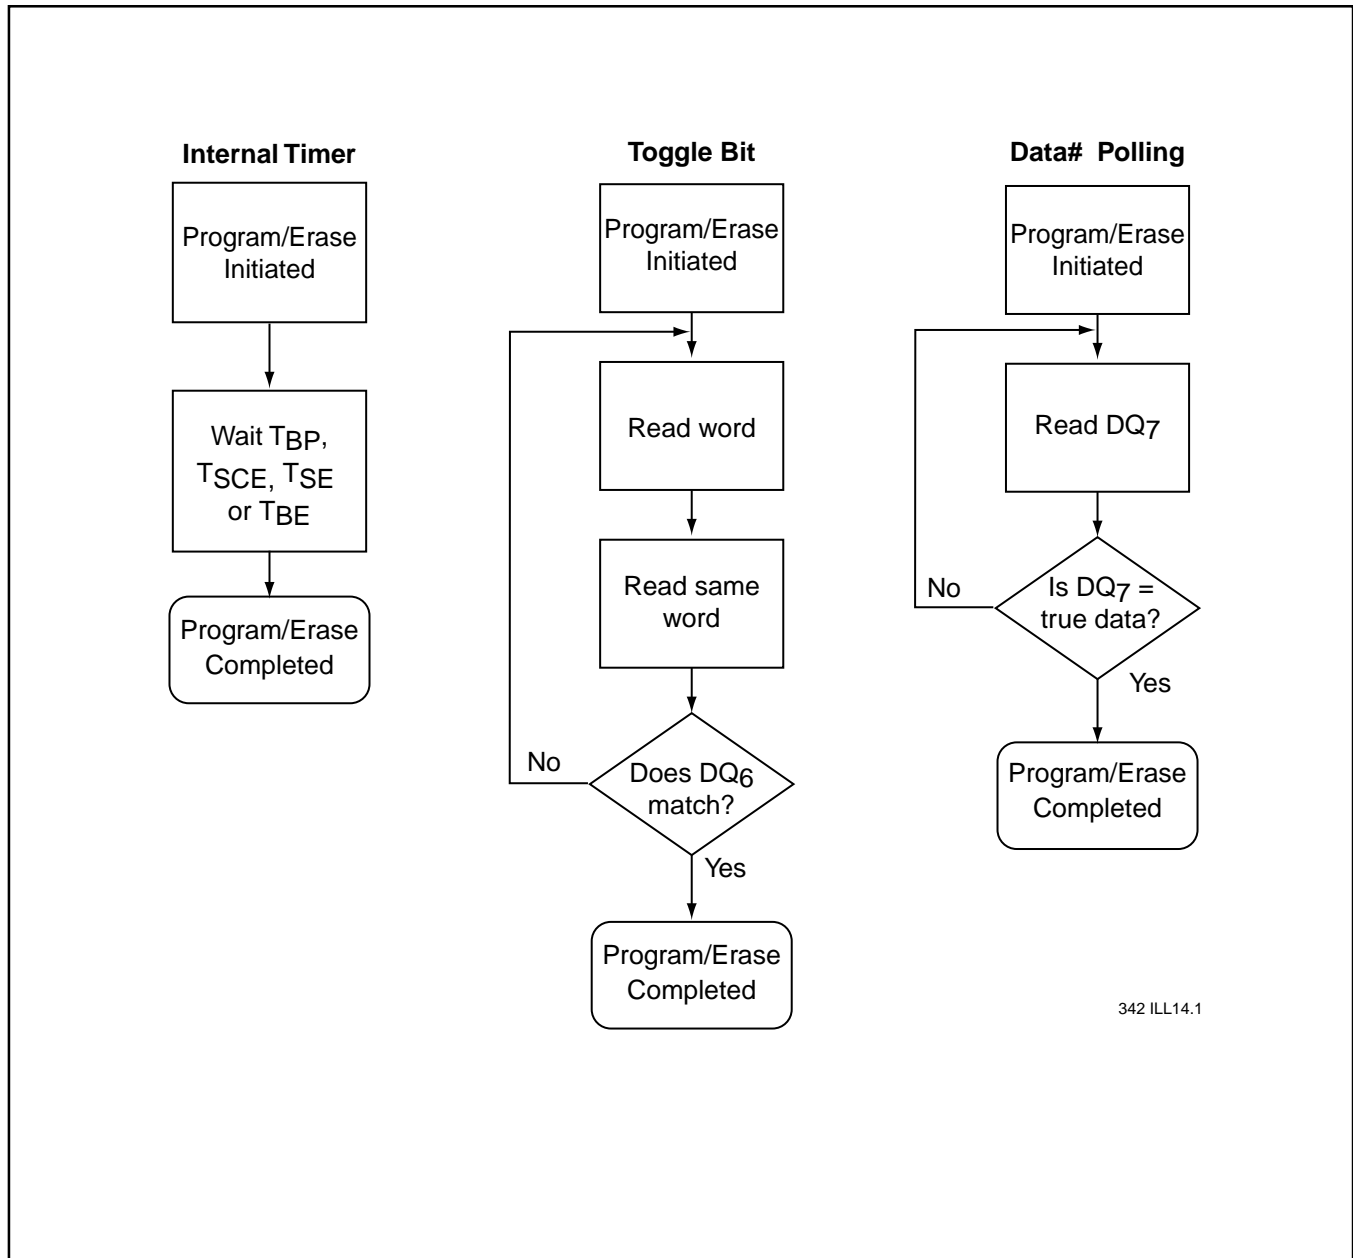 Internal Timer
Program/Erase
Initiated
Wait TBP,
TSCE, TSE
or TBE
Program/Erase
Completed
Toggle Bit
Program/Erase
Initiated
Read word
Read same
word
Does DQ6
match?
No
Yes
Program/Erase
Completed
Data# Polling
Program/Erase
Initiated
Read DQ7
Is DQ7 =
true data?
No
Yes
Program/Erase
Completed
342 ILL14.1